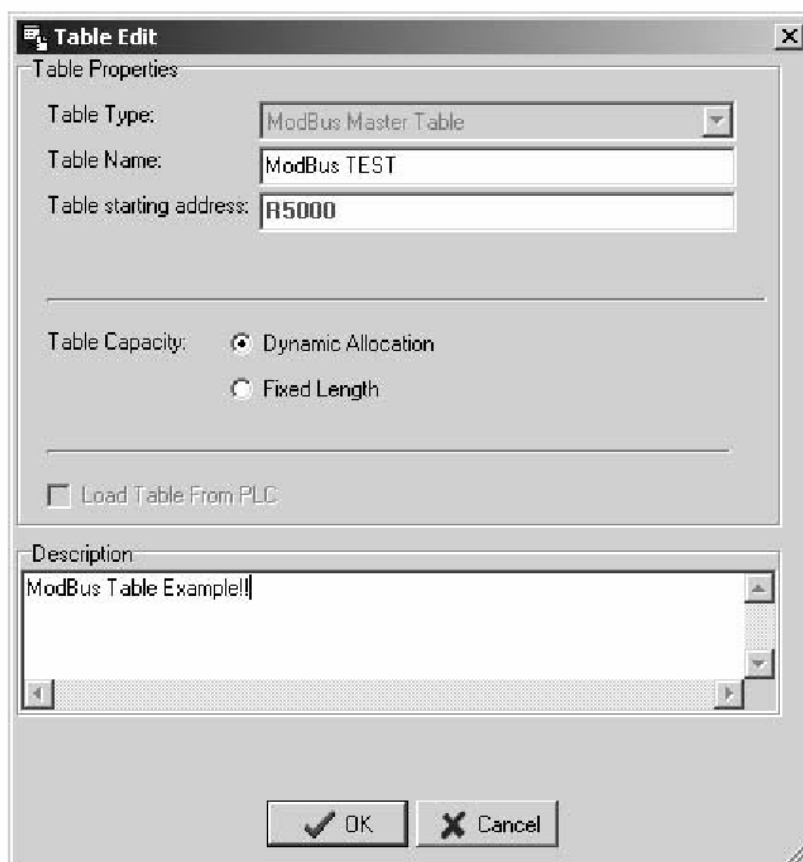 Table Edit
Table Properties
Table Type: ModBus Master Table
Table Name: ModBus TEST
Table starting address: R5000
Table Capacity: Dynamic Allocation
Fixed Length
Load Table From PLC
Description
ModBus Table Example!!
OK Cancel